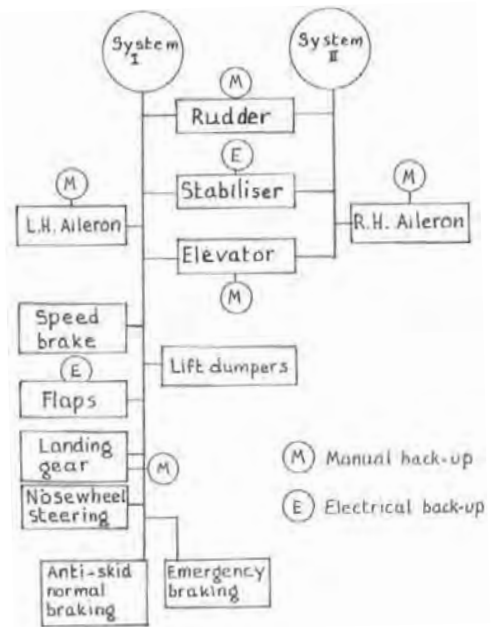 System
I
System
II
M
Rudder
E
Stabiliser
M
L.H. Aileron
M
R.H. Aileron
Elevator
M
Speed
brake
Lift dumpers
E
Flaps
Landing
gear
M
M Manual back-up
Nosewheel
steering
E Electrical back-up
Anti-skid
normal
braking
Emergency
braking